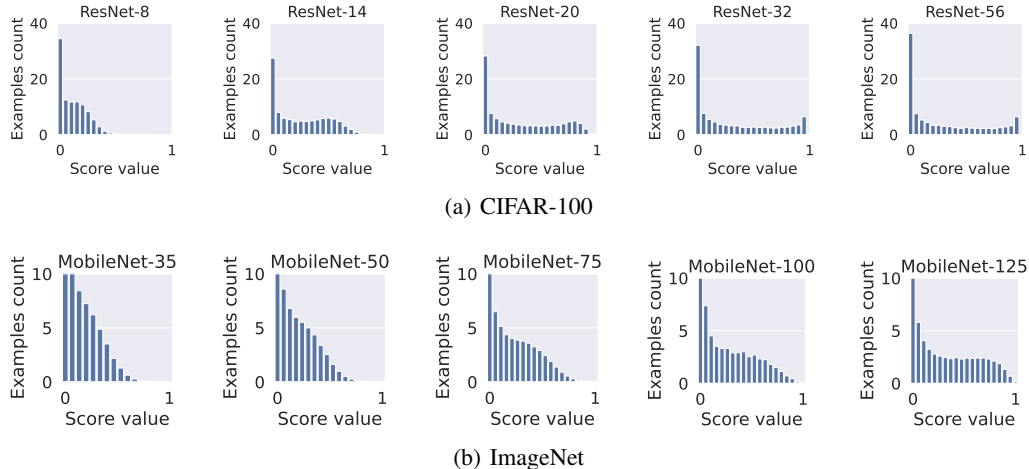 ResNet-8 ResNet-14 ResNet-20 ResNet-32 ResNet-56
Examples count Examples count Examples count Examples count Examples count
40 40 40 40 40
20 20 20 20 20
0 0 0 0 0
0 1 0 1 0 1 0 1 0 1
Score value Score value Score value Score value Score value
(a) CIFAR-100
MobileNet-35 MobileNet-50 MobileNet-75 MobileNet-100 MobileNet-125
Examples count Examples count Examples count Examples count Examples count
10 10 10 10 10
5 5 5 5 5
0 0 0 0 0
0 1 0 1 0 1 0 1 0 1
Score value Score value Score value Score value Score value
(b) ImageNet